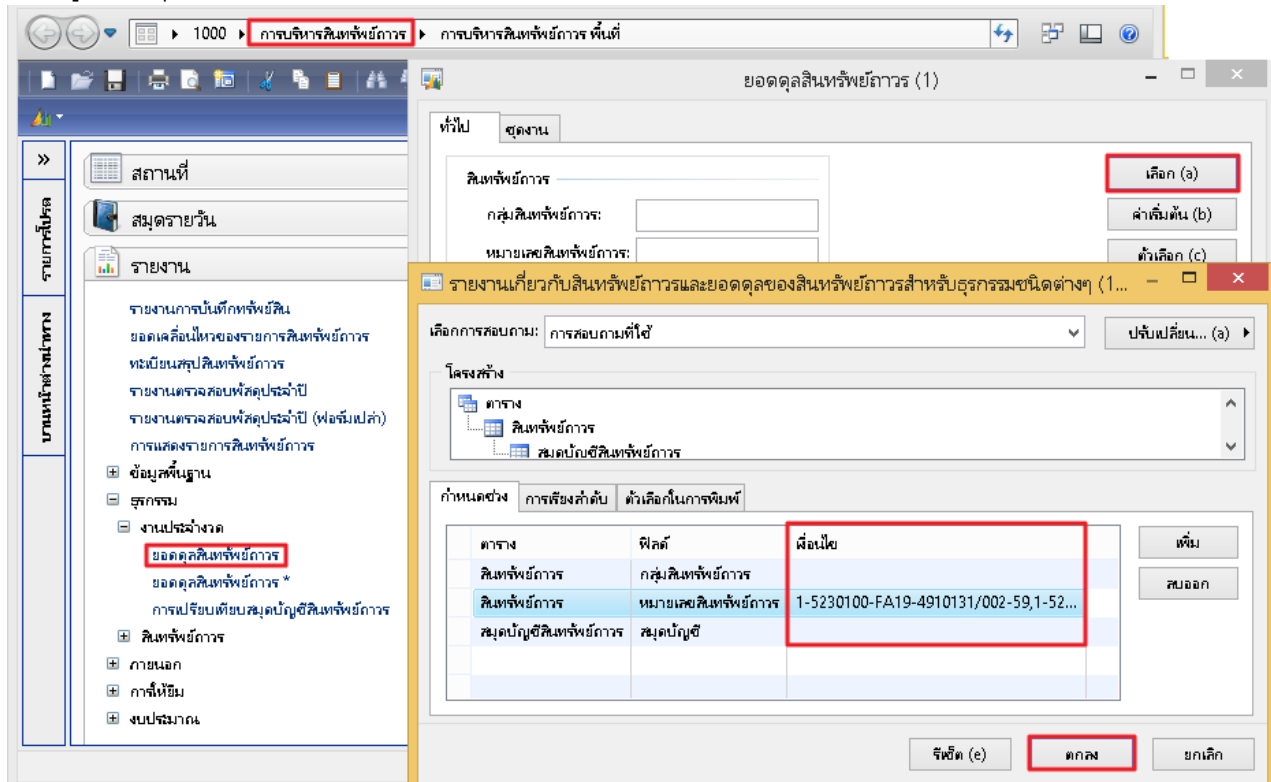 1000 การบริหารสินทรัพย์ถาวร การบริหารสินทรัพย์ถาวร พื้นที่
ยอดดุลสินทรัพย์ถาวร (1)
ทั่วไป ชุดงาน
สินทรัพย์ถาวร
เลือก (a)
กลุ่มสินทรัพย์ถาวร:
ค่าเริ่มต้น (b)
หมายเลขสินทรัพย์ถาวร:
ตัวเลือก (c)
รายการโปรด
บานหน้าต่างนำทาง
สถานที่
สมุดรายวัน
รายงาน
รายงานการบันทึกทรัพย์สิน
ยอดเคลื่อนไหวของรายการสินทรัพย์ถาวร
ทะเบียนสรุปสินทรัพย์ถาวร
รายงานตรวจสอบพัสดุประจำปี
รายงานตรวจสอบพัสดุประจำปี (ฟอร์มเปล่า)
การแสดงรายการสินทรัพย์ถาวร
ข้อมูลพื้นฐาน
ธุรกรรม
งานประจำงวด
ยอดดุลสินทรัพย์ถาวร
ยอดดุลสินทรัพย์ถาวร *
การเปรียบเทียบสมุดบัญชีสินทรัพย์ถาวร
สินทรัพย์ถาวร
ภายนอก
การให้ยืม
งบประมาณ
รายงานเกี่ยวกับสินทรัพย์ถาวรและยอดดุลของสินทรัพย์ถาวรสำหรับธุรกรรมชนิดต่างๆ (1...
เลือกการสอบถาม: การสอบถามที่ใช้
ปรับเปลี่ยน... (a)
โครงสร้าง
ตาราง
สินทรัพย์ถาวร
สมุดบัญชีสินทรัพย์ถาวร
กำหนดช่วง การเรียงลำดับ ตัวเลือกในการพิมพ์
ตาราง ฟิลด์ เงื่อนไข
เพิ่ม
สินทรัพย์ถาวร กลุ่มสินทรัพย์ถาวร
ลบออก
สินทรัพย์ถาวร หมายเลขสินทรัพย์ถาวร 1-5230100-FA19-4910131/002-59,1-52...
สมุดบัญชีสินทรัพย์ถาวร สมุดบัญชี
รีเซ็ต (e) ตกลง ยกเลิก